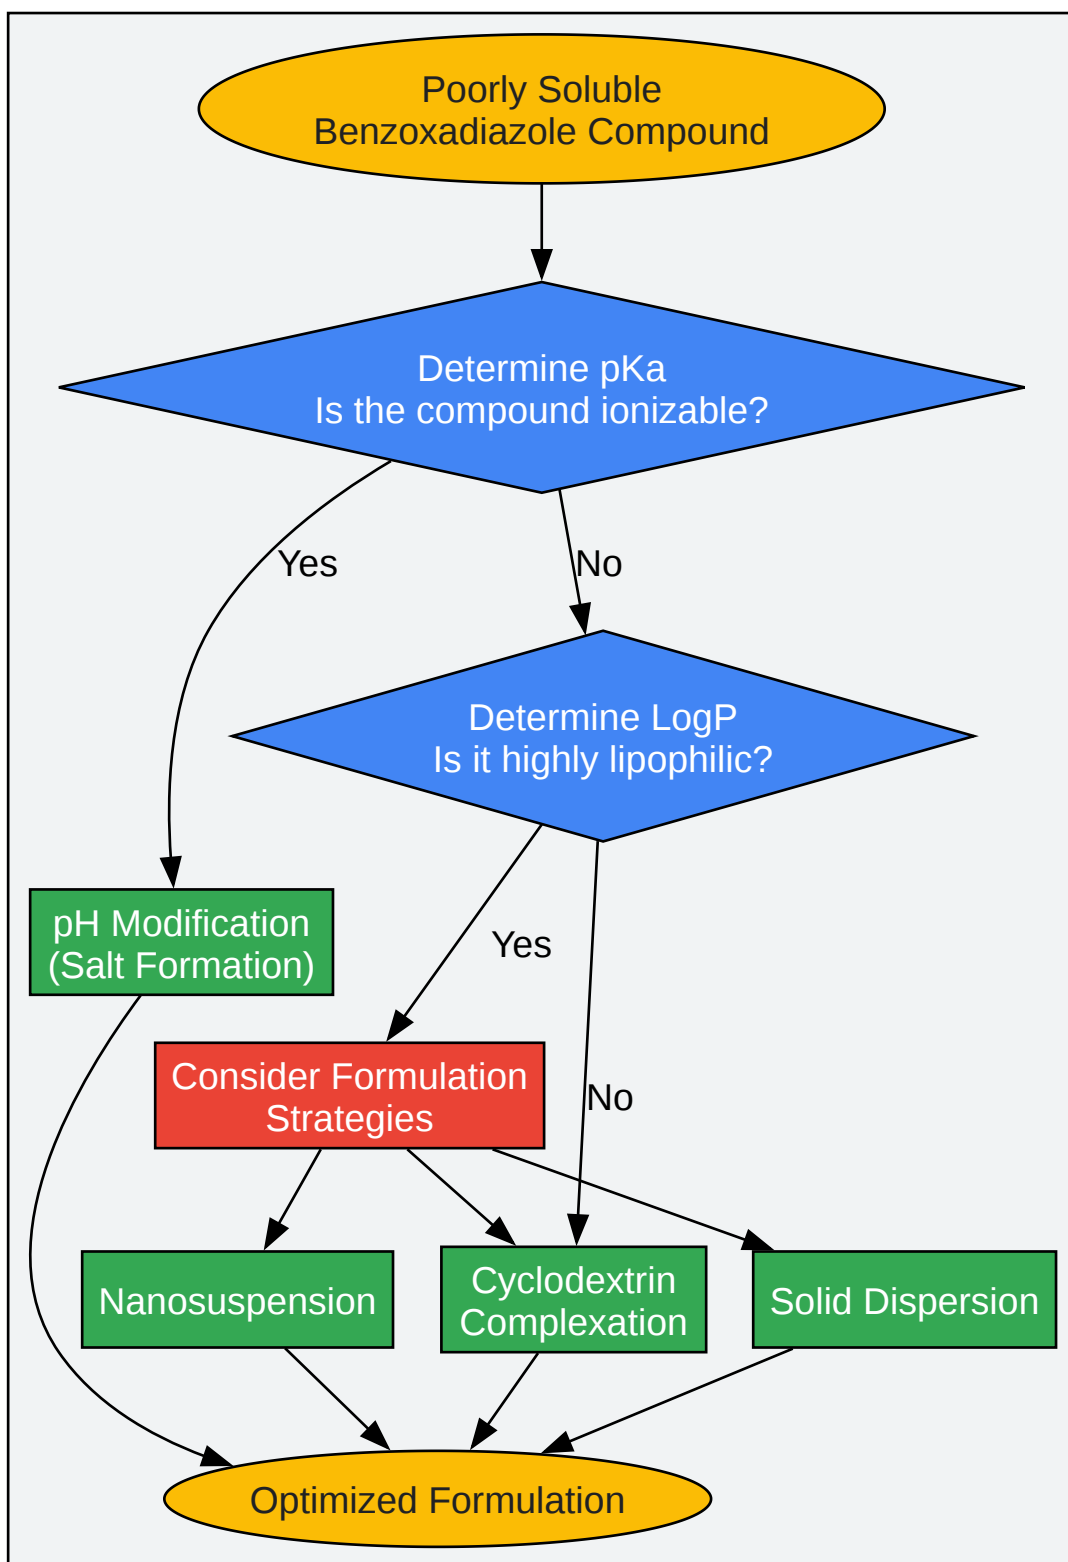 Poorly Soluble
Benzoxadiazole Compound
Determine pKa
Is the compound ionizable?
Yes
No
Determine LogP
Is it highly lipophilic?
pH Modification
(Salt Formation)
Yes
Consider Formulation
Strategies
No
Nanosuspension
Cyclodextrin
Complexation
Solid Dispersion
Optimized Formulation